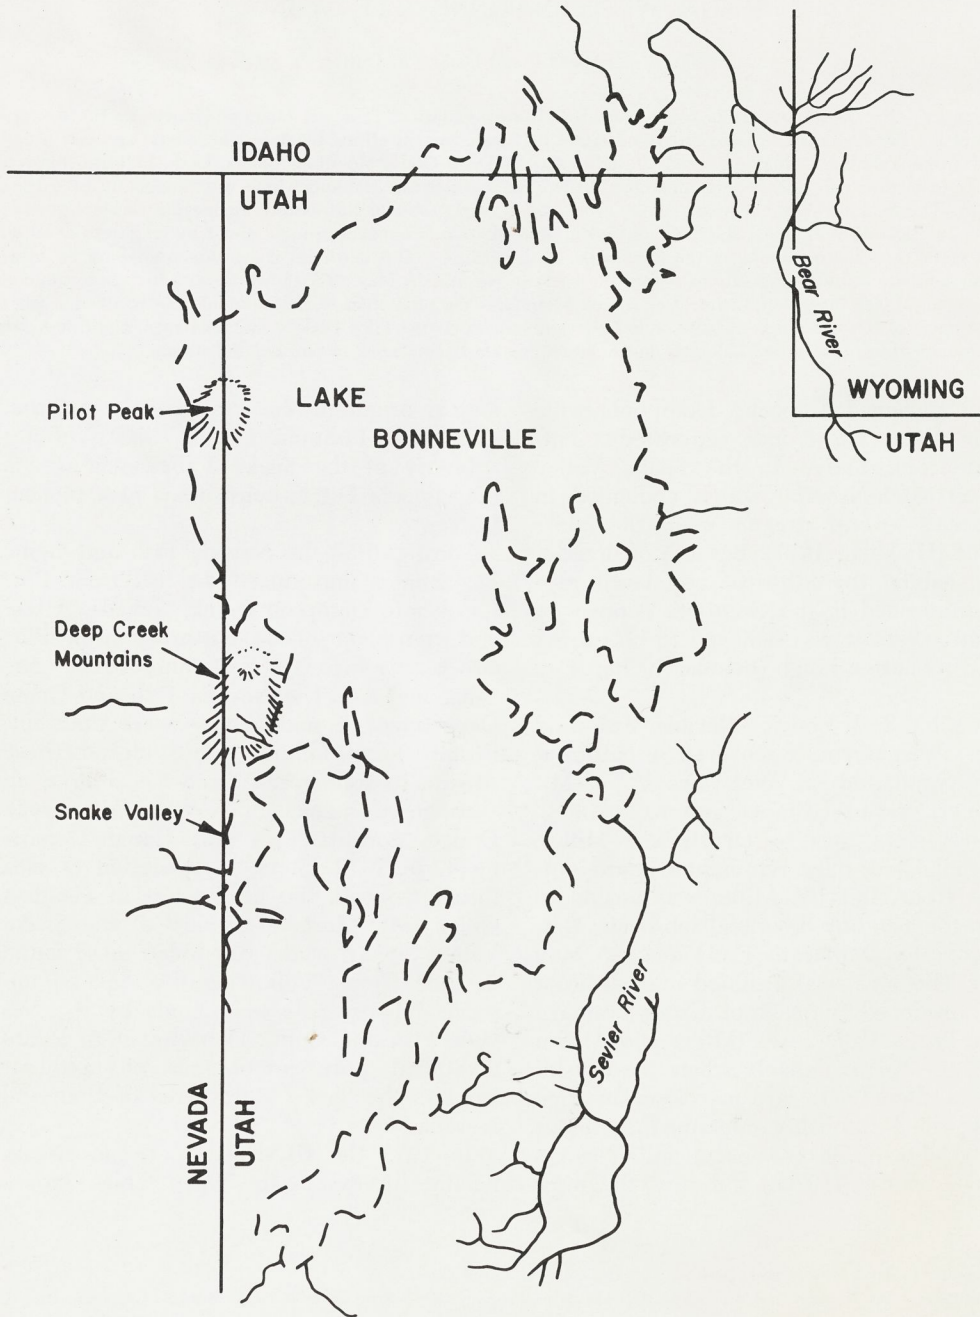 IDAHO
UTAH
Bear River
LAKE
BONNEVILLE
WYOMING
UTAH
Pilot Peak
Deep Creek
Mountains
Snake Valley
Sevier River
NEVADA
UTAH